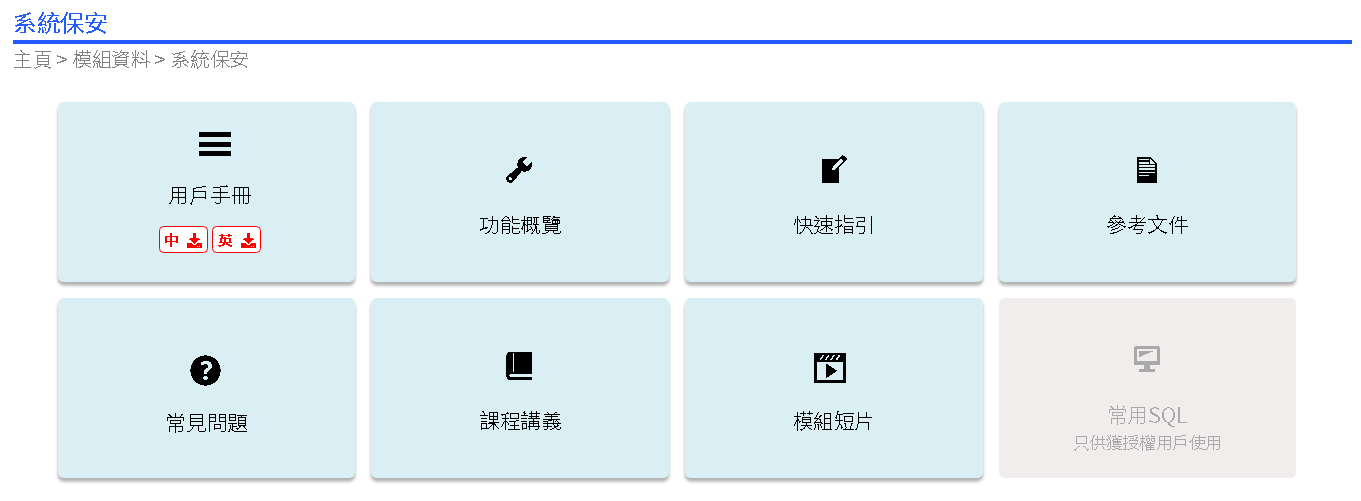 系統保安
主頁 > 模組資料 > 系統保安
用戶手冊
中 英
功能概覽
快速指引
參考文件
常見問題
課程講義
模組短片
常用SQL
只供獲授權用戶使用